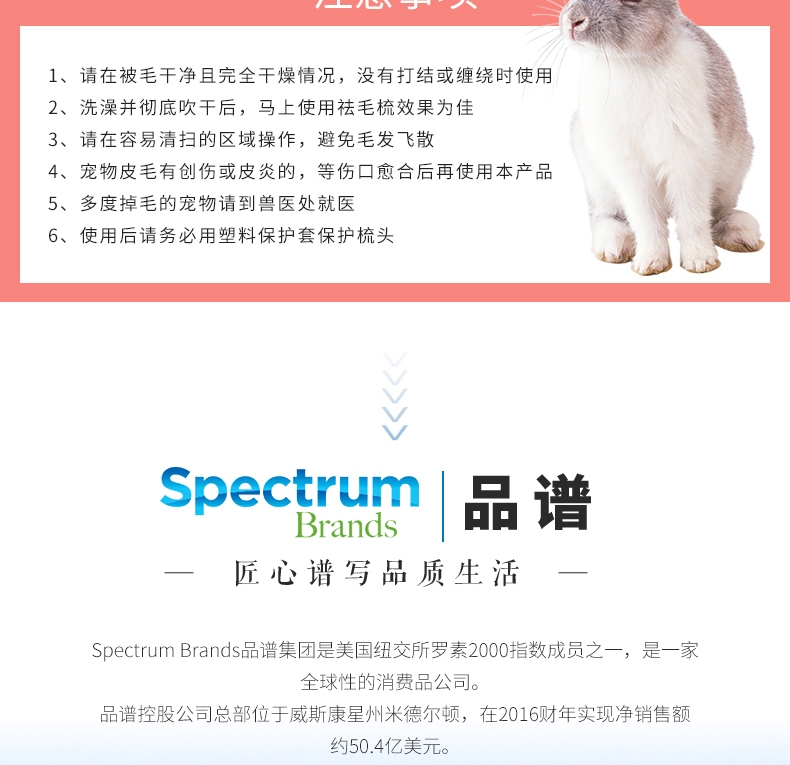 注意事项
1、请在被毛干净且完全干燥情况，没有打结或缠绕时使用
2、洗澡并彻底吹干后，马上使用祛毛梳效果为佳
3、请在容易清扫的区域操作，避免毛发飞散
4、宠物皮毛有创伤或皮炎的，等伤口愈合后再使用本产品
5、多度掉毛的宠物请到兽医处就医
6、使用后请务必用塑料保护套保护梳头
Spectrum
Brands
品谱
— 匠心谱写品质生活 —
Spectrum Brands品谱集团是美国纽交所罗素2000指数成员之一，是一家
全球性的消费品公司。
品谱控股公司总部位于威斯康星州米德尔顿，在2016财年实现净销售额
约50.4亿美元。